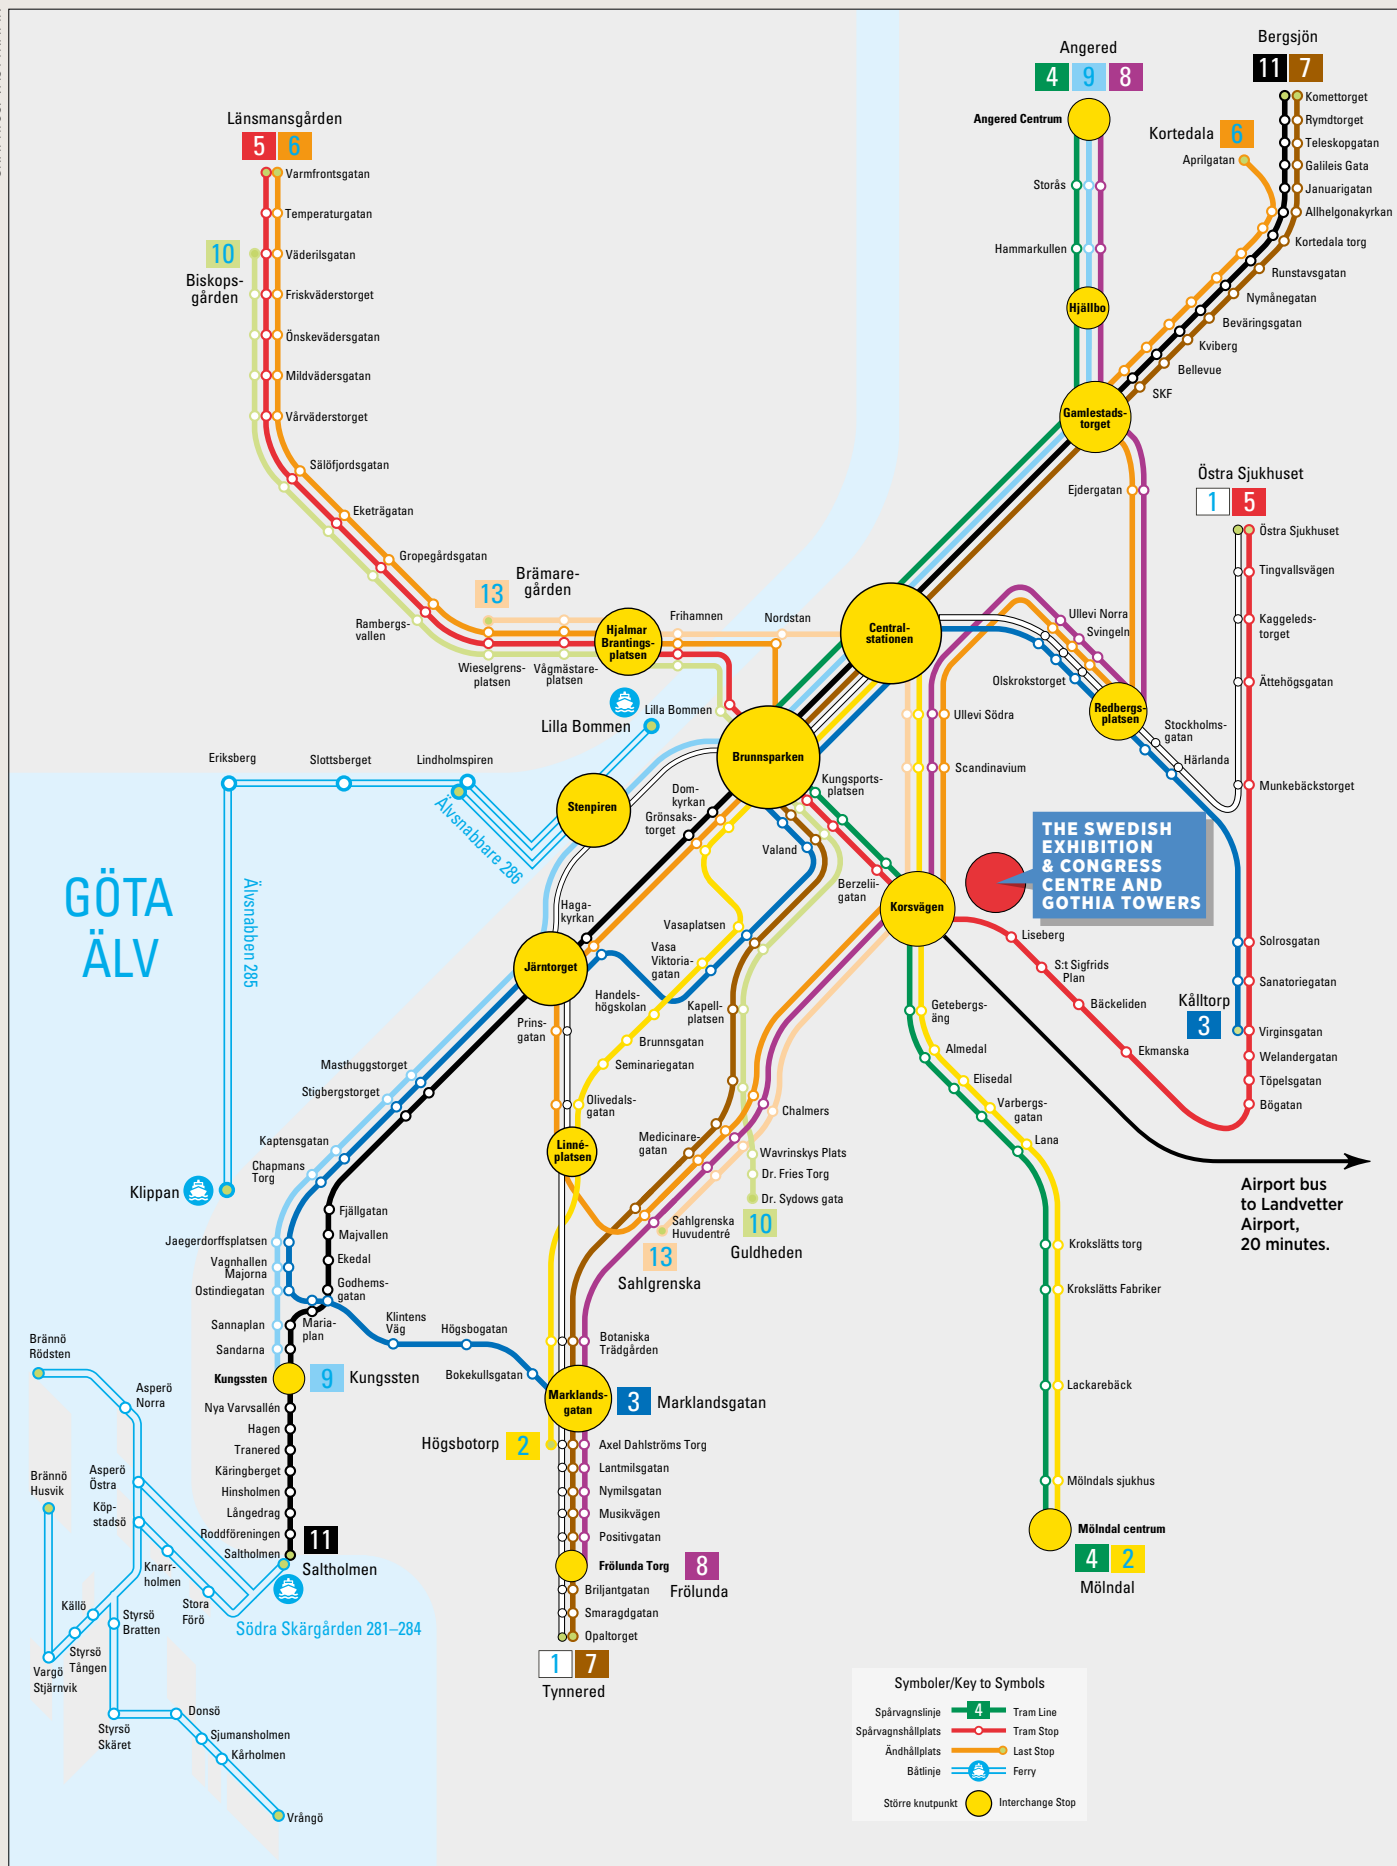 Angered
4 9 8
Angered Centrum
Storås
Hammarkullen
Hjällbo
Gamlestads-
torget
Bergsjön
11 7
Komettorget
Rymdtorget
Teleskopgatan
Galileis Gata
Januarigatan
Allhelgonakyrkan
Kortedala torg
Runstavsgatan
Nymånegatan
Beväringsgatan
Kviberg
Bellevue
SKF
Kortedala 6
Aprilgatan
Länsmansgården
5 6
Varmfrontsgatan
Temperaturgatan
Väderilsgatan
Friskväderstorget
Önskevädersgatan
Mildvädersgatan
Vårväderstorget
Sälöfjordsgatan
Eketrägatan
Gropegårdsgatan
10
Biskops-
gården
Rambergs-
vallen
Brämare-
gården
13
Wieselgrens-
platsen
Vågmästare-
platsen
Hjalmar
Brantings-
platsen
Frihamnen
Nordstan
Central-
stationen
Ejdergatan
Östra Sjukhuset
1 5
Östra Sjukhuset
Tingvallsvägen
Kaggeleds-
torget
Ättehögsgatan
Munkebäckstorget
Solrosgatan
Sanatoriegatan
Virginsgatan
Welandergatan
Töpelsgatan
Bögatan
Ullevi Norra
Svingeln
Olskrokstorget
Redbergs-
platsen
Stockholms-
gatan
Härlanda
Kålltorp
3
Lilla Bommen
Lilla Bommen
Brunnsparken
Ullevi Södra
Scandinavium
Eriksberg
Slottsberget
Lindholmspiren
Älvsnabbare 286
Älvsnabben 285
Stenpiren
Dom-
kyrkan
Grönsaks-
torget
Kungsports-
platsen
Valand
Berzelii-
gatan
Korsvägen
THE SWEDISH
EXHIBITION
& CONGRESS
CENTRE AND
GOTHIA TOWERS
GÖTA
ÄLV
Haga-
kyrkan
Järntorget
Vasaplatsen
Vasa
Viktoria-
gatan
Handels-
högskolan
Kapell-
platsen
Prins-
gatan
Brunnsgatan
Seminariegatan
Olivedals-
gatan
Linné-
platsen
Liseberg
S:t Sigfrids
Plan
Bäckeliden
Ekmanska
Getebergs-
äng
Almedal
Elisedal
Varbergs-
gatan
Lana
Krokslätts torg
Krokslätts Fabriker
Lackarebäck
Mölndals sjukhus
Mölndal centrum
4 2
Mölndal
Airport bus
to Landvetter
Airport,
20 minutes.
Chalmers
Medicinare-
gatan
Wavrinskys Plats
Dr. Fries Torg
Dr. Sydows gata
10
Guldheden
Sahlgrenska
Huvudentré
13
Sahlgrenska
Masthuggstorget
Stigbergstorget
Kaptensgatan
Chapmans
Torg
Klippan
Jaegerdorffsplatsen
Vagnhallen
Majorna
Ostindiegatan
Sannaplan
Sandarna
Fjällgatan
Majvallen
Ekedal
Godhems-
gatan
Maria-
plan
Klintens
Väg
Högsbogatan
Bokekullsgatan
Kungssten
9 Kungssten
Nya Varvsallén
Hagen
Tranered
Käringberget
Hinsholmen
Långedrag
Roddföreningen
Saltholmen
11
Saltholmen
Botaniska
Trädgården
Marklands-
gatan
3 Marklandsgatan
Högsbotorp 2
Axel Dahlströms Torg
Lantmilsgatan
Nymilsgatan
Musikvägen
Positivgatan
Frölunda Torg
8
Frölunda
Briljantgatan
Smaragdgatan
Opaltorget
1 7
Tynnered
Brännö
Rödsten
Asperö
Norra
Asperö
Östra
Brännö
Husvik
Köp-
stadsö
Knarr-
holmen
Stora
Förö
Källö
Styrsö
Bratten
Styrsö
Tången
Vargö
Stjärnvik
Styrsö
Skäret
Donsö
Sjumansholmen
Kårholmen
Vrångö
Södra Skärgården 281–284
Symboler/Key to Symbols
Spårvagnslinje 4 Tram Line
Spårvagnshållplats Tram Stop
Ändhållplats Last Stop
Båtlinje Ferry
Större knutpunkt Interchange Stop